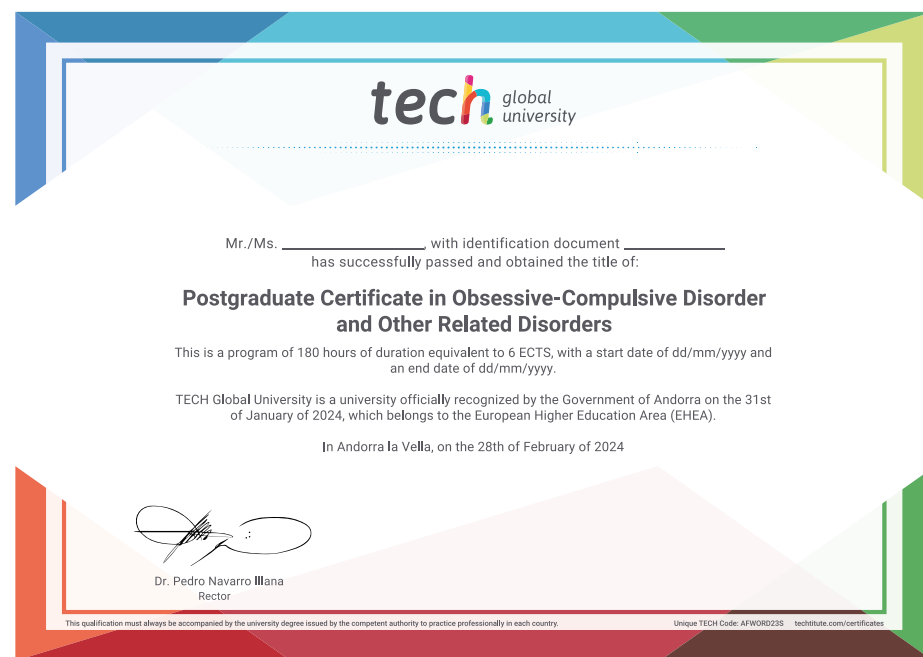 tech global
university
Mr./Ms. ____________, with identification document ____________
has successfully passed and obtained the title of:
Postgraduate Certificate in Obsessive-Compulsive Disorder
and Other Related Disorders
This is a program of 180 hours of duration equivalent to 6 ECTS, with a start date of dd/mm/yyyy and
an end date of dd/mm/yyyy.
TECH Global University is a university officially recognized by the Government of Andorra on the 31st
of January of 2024, which belongs to the European Higher Education Area (EHEA).
In Andorra la Vella, on the 28th of February of 2024
Dr. Pedro Navarro Illana
Rector
This qualification must always be accompanied by the university degree issued by the competent authority to practice professionally in each country.
Unique TECH Code: AFWORD23S techtitute.com/certificates